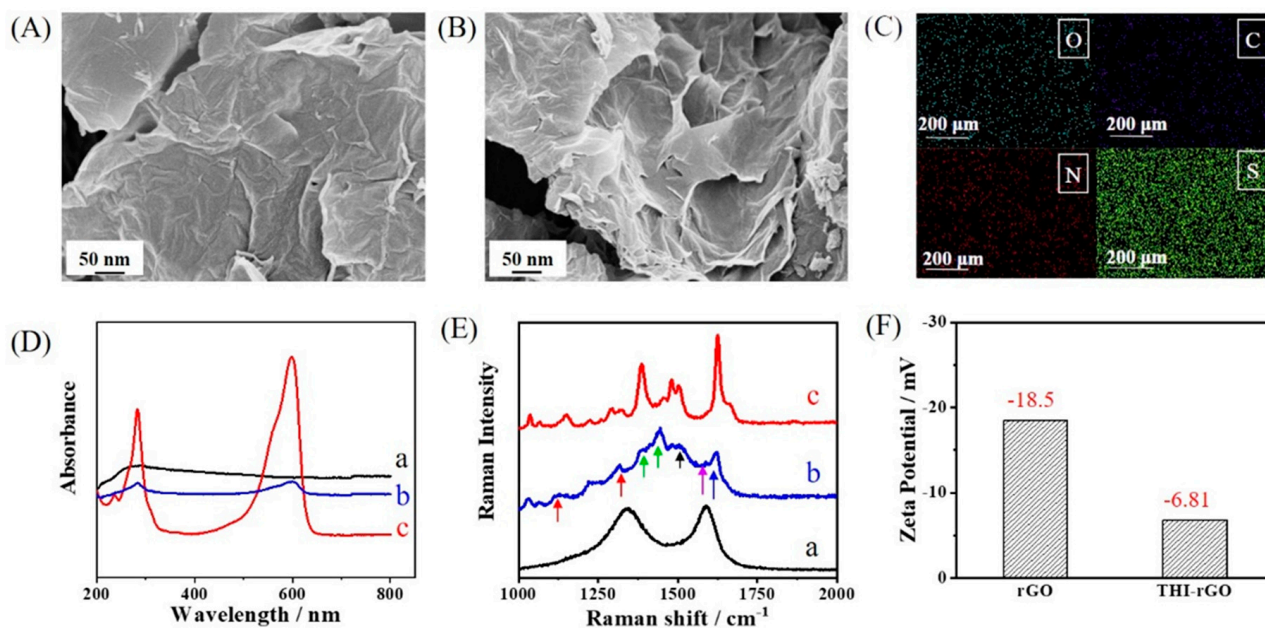 (A)
50 nm
(B)
50 nm
(C)
O
C
200 μm
200 μm
N
S
200 μm
200 μm
(D)
Absorbance
a
b
c
200
400
600
800
Wavelength / nm
(E)
Raman Intensity
c
b
a
1000
1250
1500
1750
2000
Raman shift / cm⁻¹
(F)
Zeta Potential / mV
-30
-20
-10
0
-18.5
-6.81
rGO
THI-rGO